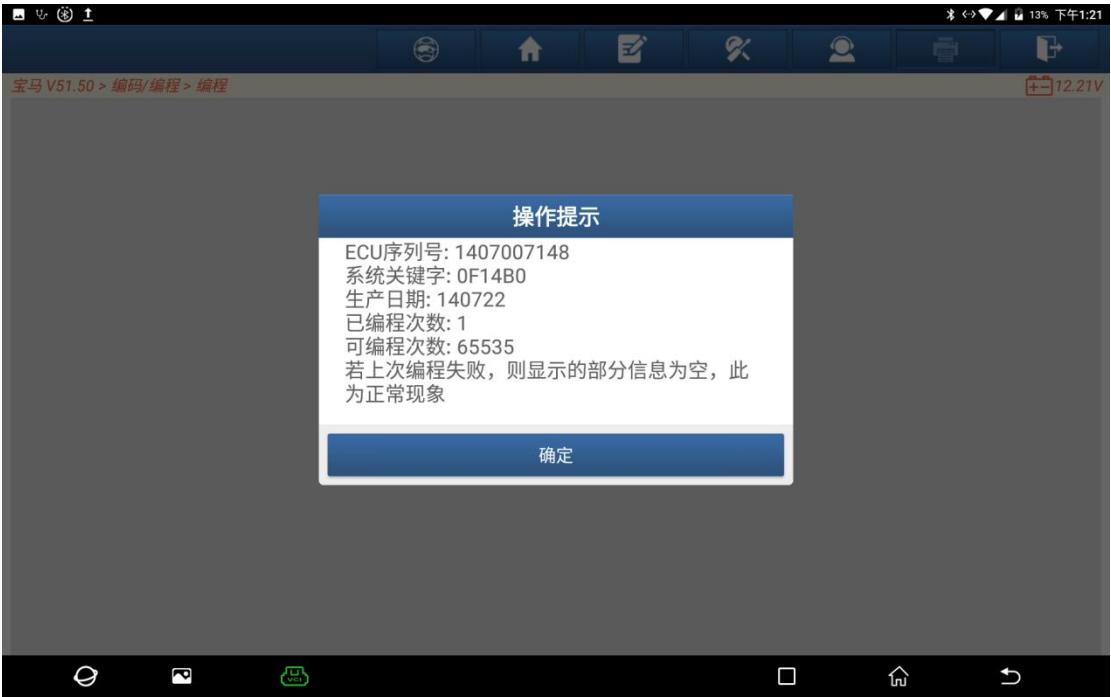 13% 下午1:21
宝马 V51.50 > 编码/编程 > 编程
12.21V
操作提示
ECU序列号: 1407007148
系统关键字: 0F14B0
生产日期: 140722
已编程次数: 1
可编程次数: 65535
若上次编程失败，则显示的部分信息为空，此
为正常现象
确定
VCI